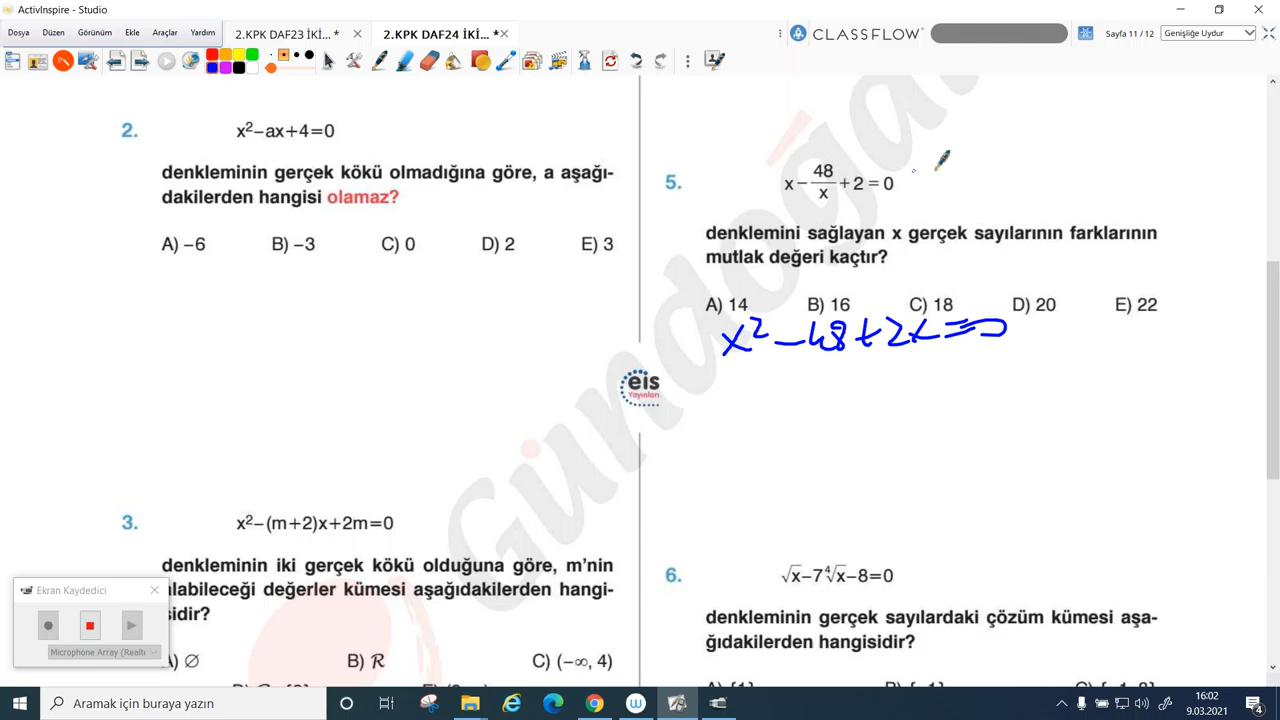 ActivInspire - Studio
Dosya Düzen Görünüm Ekle Araçlar Yardım
2.KPK DAF23 İKİ... *
2.KPK DAF24 İKİ... *
CLASSFLOW
Sayfa 11 / 12
Genişliğe Uydur
2.
x²–ax+4=0
denkleminin gerçek kökü olmadığına göre, a aşağı-
dakilerden hangisi olamaz?
A) –6 B) –3 C) 0 D) 2 E) 3
3.
x²–(m+2)x+2m=0
denkleminin iki gerçek kökü olduğuna göre, m'nin
alabileceği değerler kümesi aşağıdakilerden hangi-
sidir?
A) ∅ B) R C) (–∞, 4)
eis
Yayınları
Gündoğa
5.
x – 48/x + 2 = 0
denklemini sağlayan x gerçek sayılarının farklarının
mutlak değeri kaçtır?
A) 14 B) 16 C) 18 D) 20 E) 22
x² – 48 + 2x = 0
6.
√x–7∜x–8=0
denkleminin gerçek sayılardaki çözüm kümesi aşa-
ğıdakilerden hangisidir?
Ekran Kaydedici
Microphone Array (Realt
Aramak için buraya yazın
16:02
9.03.2021
4